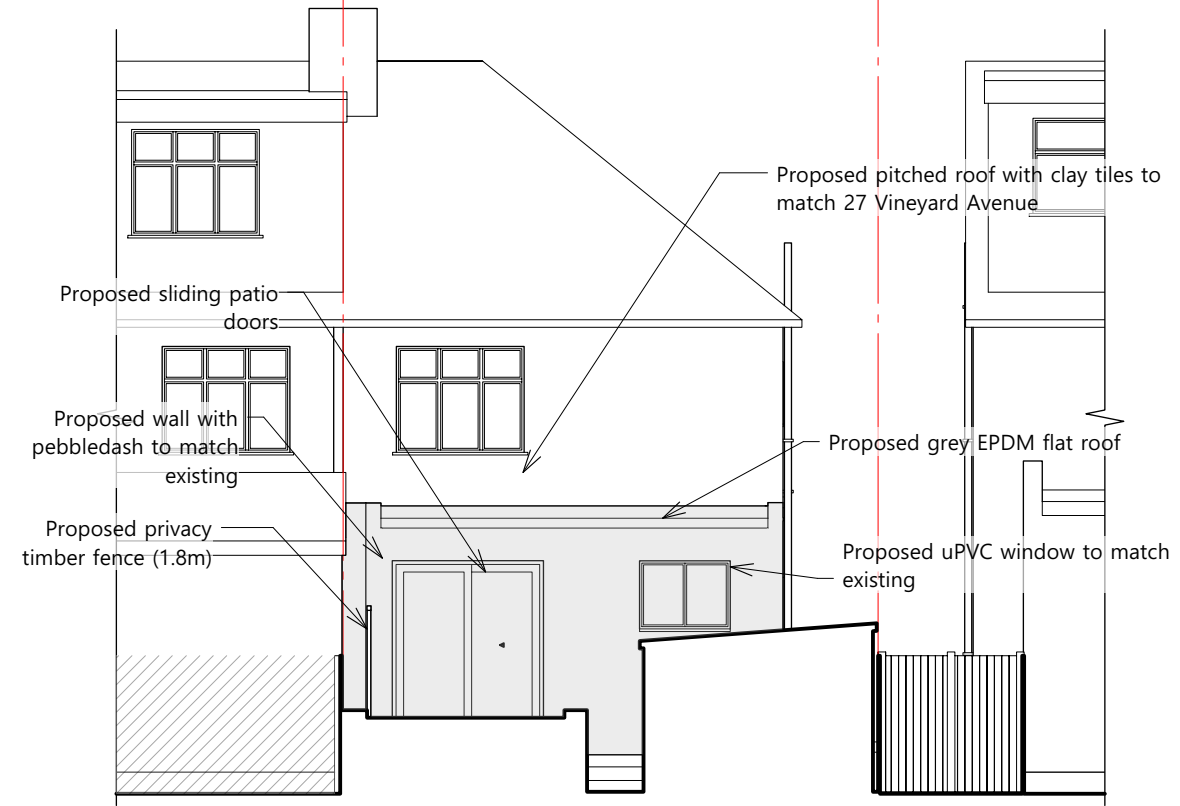 Proposed pitched roof with clay tiles to
match 27 Vineyard Avenue
Proposed sliding patio
doors
Proposed wall with
pebbledash to match
existing
Proposed grey EPDM flat roof
Proposed privacy
timber fence (1.8m)
Proposed uPVC window to match
existing